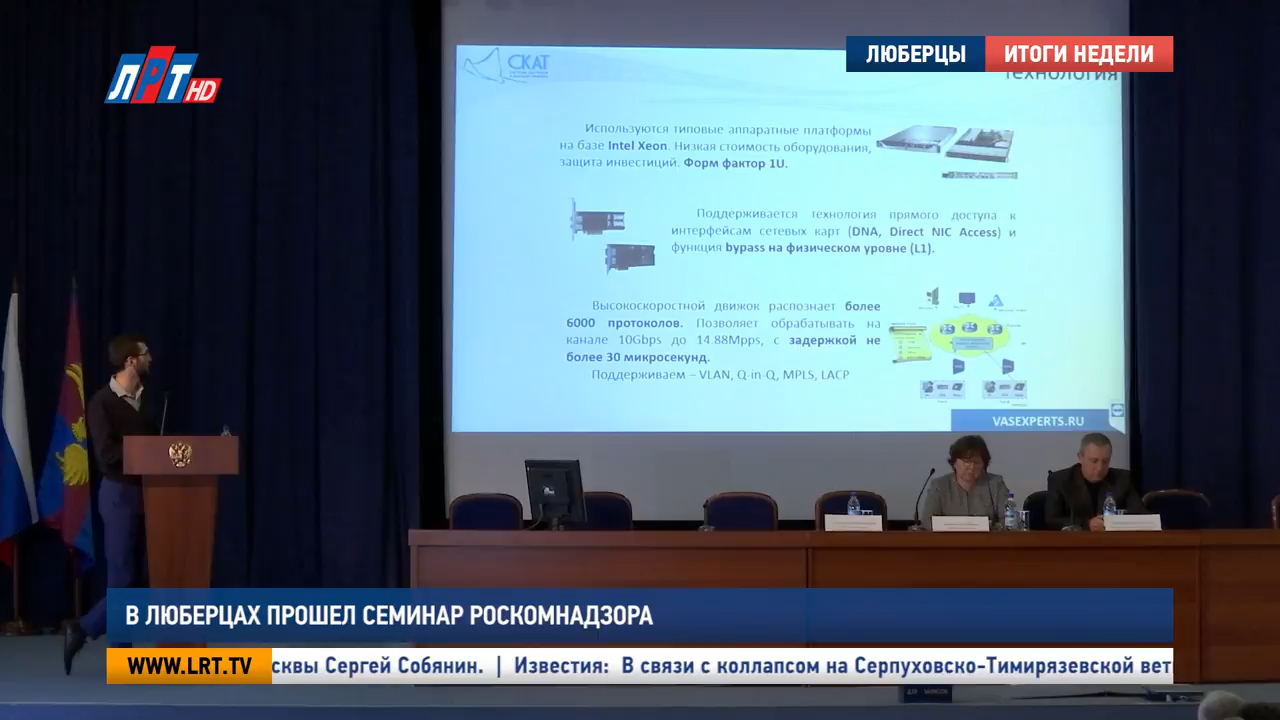 ЛРТ HD
ЛЮБЕРЦЫ ИТОГИ НЕДЕЛИ
СКАТ
ТЕХНОЛОГИЯ
Используются типовые аппаратные платформы
на базе Intel Xeon. Низкая стоимость оборудования,
защита инвестиций. Форм фактор 1U.
Поддерживается технология прямого доступа к
интерфейсам сетевых карт (DNA, Direct NIC Access) и
функция bypass на физическом уровне (L1).
Высокоскоростной движок распознает более
6000 протоколов. Позволяет обрабатывать на
канале 10Gbps до 14.88Mpps, с задержкой не
более 30 микросекунд.
Поддерживаем – VLAN, Q-in-Q, MPLS, LACP
VASEXPERTS.RU
В ЛЮБЕРЦАХ ПРОШЕЛ СЕМИНАР РОСКОМНАДЗОРА
WWW.LRT.TV сквы Сергей Собянин. | Известия: В связи с коллапсом на Серпуховско-Тимирязевской вет